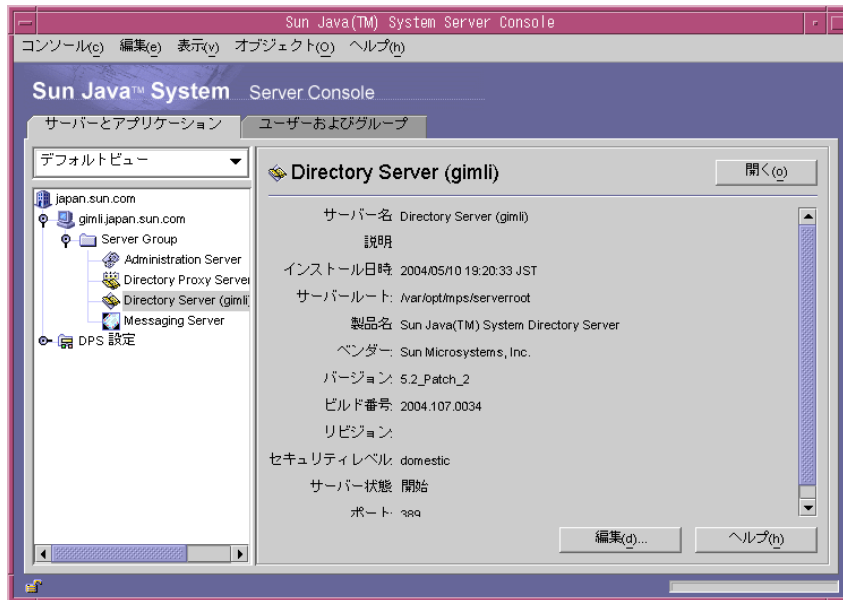 Sun Java(TM) System Server Console
コンソール(c) 編集(e) 表示(v) オブジェクト(O) ヘルプ(h)
Sun Java™ System Server Console
サーバーとアプリケーション ユーザーおよびグループ
デフォルトビュー
japan.sun.com
gimli.japan.sun.com
Server Group
Administration Server
Directory Proxy Server
Directory Server (gimli
Messaging Server
DPS 設定
Directory Server (gimli)
開く(o)
サーバー名 Directory Server (gimli)
説明
インストール日時: 2004/05/10 19:20:33 JST
サーバールート: /var/opt/mps/serverroot
製品名 Sun Java(TM) System Directory Server
ベンダー: Sun Microsystems, Inc.
バージョン: 5.2_Patch_2
ビルド番号: 2004.107.0034
リビジョン:
セキュリティレベル: domestic
サーバー状態 開始
ポート: 389
編集(d)... ヘルプ(h)